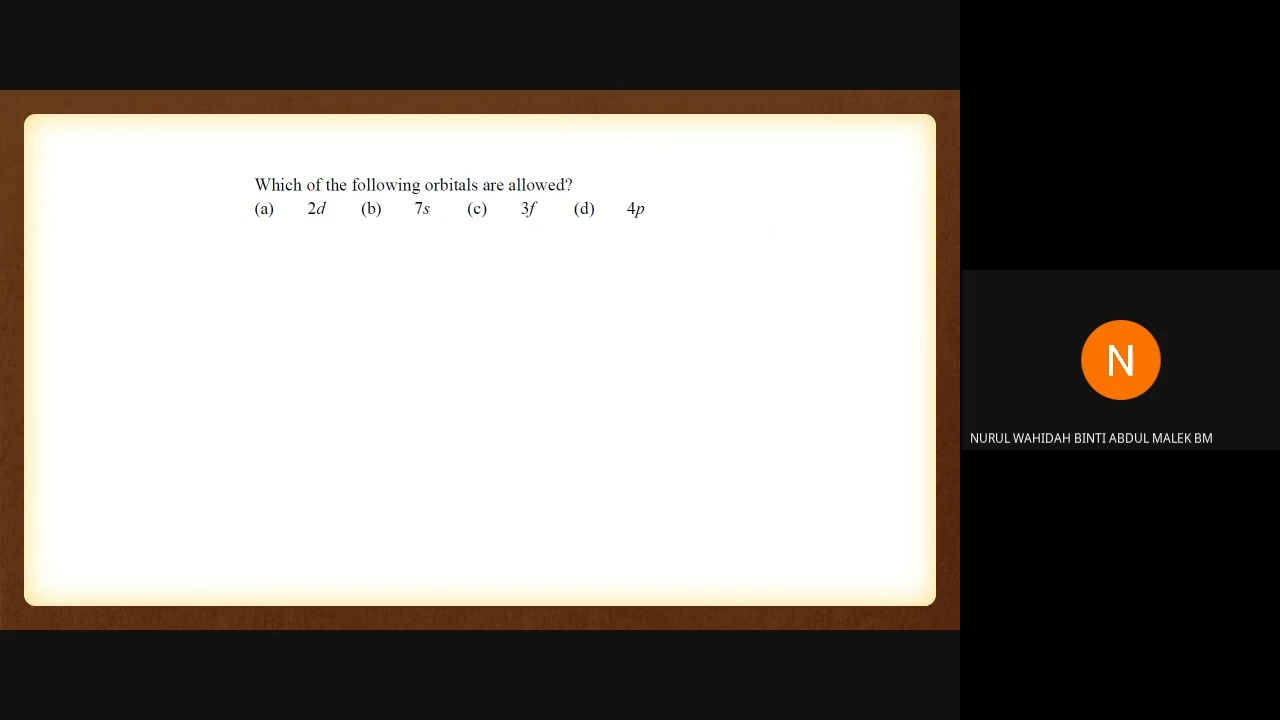 Which of the following orbitals are allowed?
(a) 2d (b) 7s (c) 3f (d) 4p
N
NURUL WAHIDAH BINTI ABDUL MALEK BM